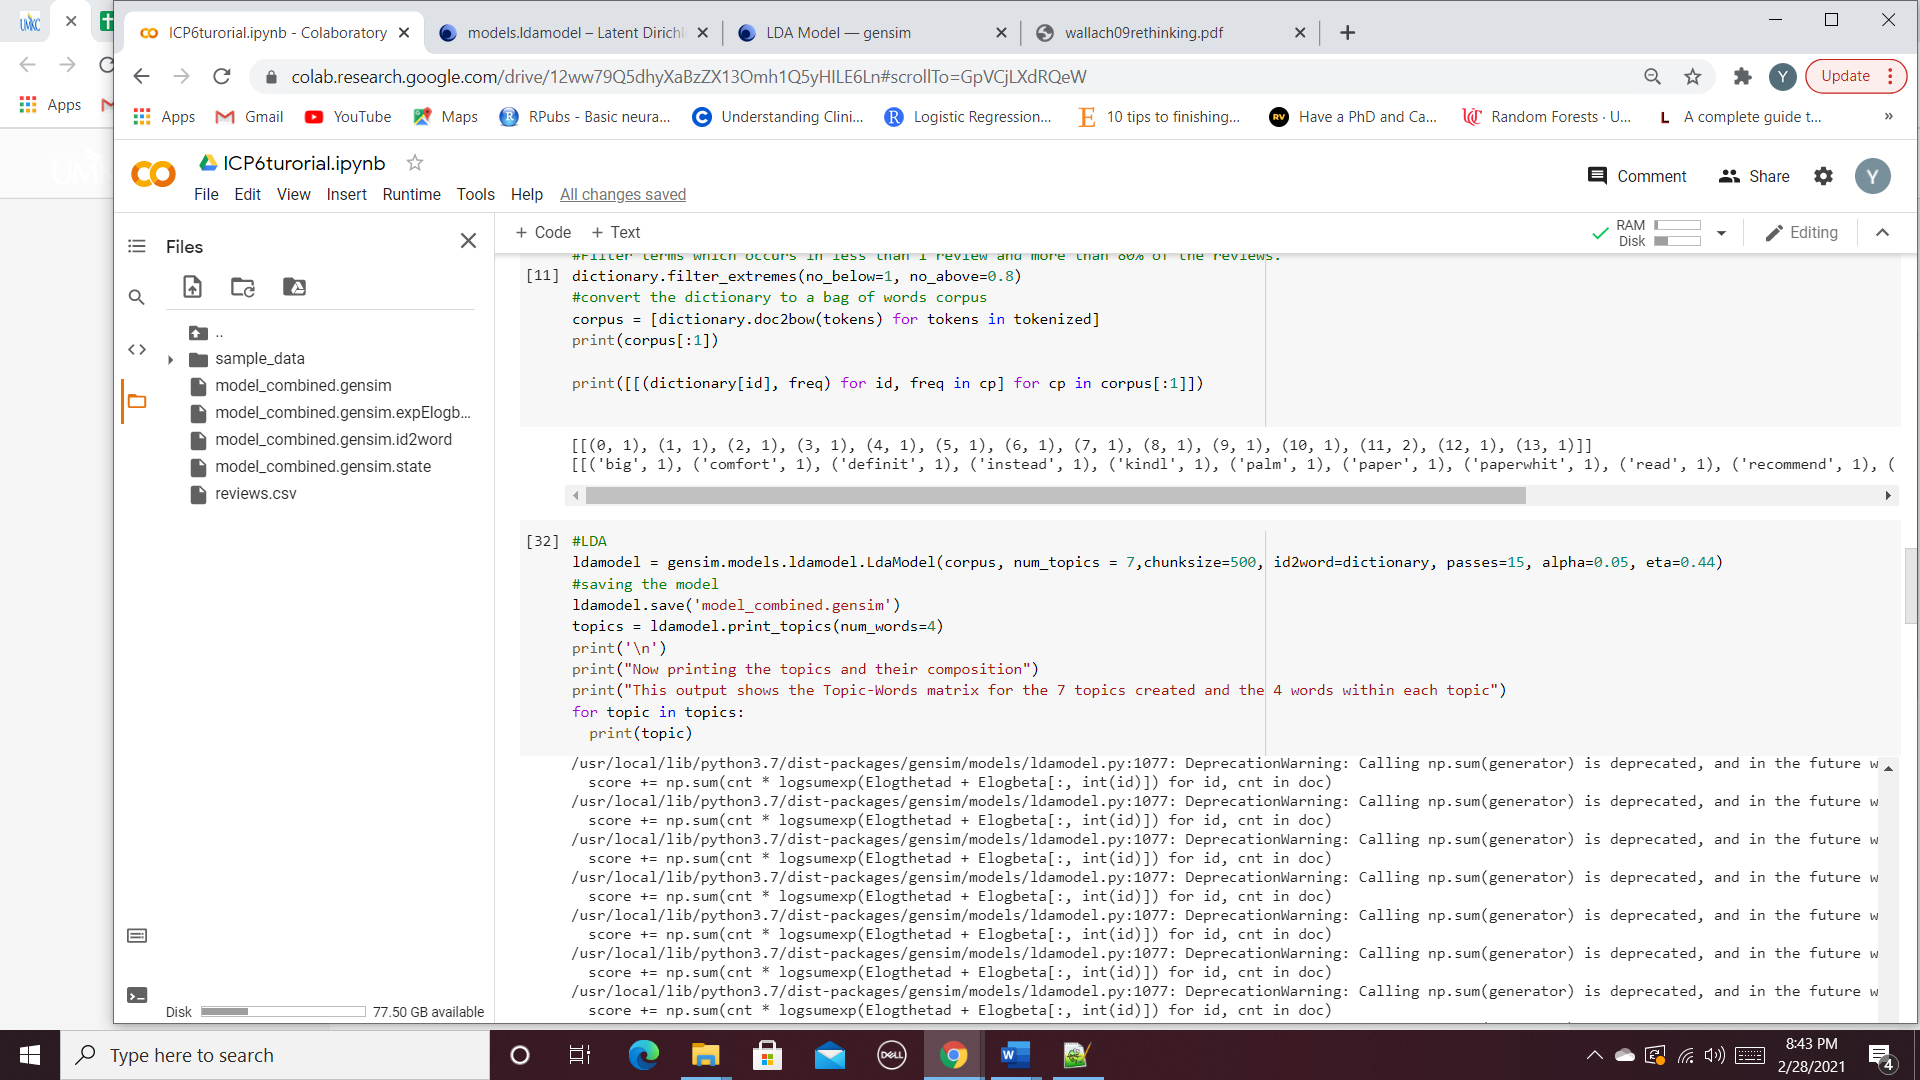 ICP6turorial.ipynb - Colaboratory
models.ldamodel – Latent Dirichl
LDA Model — gensim
wallach09rethinking.pdf
colab.research.google.com/drive/12ww79Q5dhyXaBzZX13Omh1Q5yHILE6Ln#scrollTo=GpVCjLXdRQeW
Y
Update
Apps
Apps Gmail YouTube Maps RPubs - Basic neura... Understanding Clini... Logistic Regression... 10 tips to finishing... Have a PhD and Ca... Random Forests · U... A complete guide t... »
ICP6turorial.ipynb
File Edit View Insert Runtime Tools Help All changes saved
Comment Share Y
Files
+ Code + Text
RAM
Disk
Editing
..
sample_data
model_combined.gensim
model_combined.gensim.expElogb...
model_combined.gensim.id2word
model_combined.gensim.state
reviews.csv
Disk 77.50 GB available
#Filter terms which occurs in less than 1 review and more than 80% of the reviews.
[11] dictionary.filter_extremes(no_below=1, no_above=0.8)
#convert the dictionary to a bag of words corpus
corpus = [dictionary.doc2bow(tokens) for tokens in tokenized]
print(corpus[:1])
print([[(dictionary[id], freq) for id, freq in cp] for cp in corpus[:1]])
[[(0, 1), (1, 1), (2, 1), (3, 1), (4, 1), (5, 1), (6, 1), (7, 1), (8, 1), (9, 1), (10, 1), (11, 2), (12, 1), (13, 1)]]
[[('big', 1), ('comfort', 1), ('definit', 1), ('instead', 1), ('kindl', 1), ('palm', 1), ('paper', 1), ('paperwhit', 1), ('read', 1), ('recommend', 1), (
[32] #LDA
ldamodel = gensim.models.ldamodel.LdaModel(corpus, num_topics = 7,chunksize=500, id2word=dictionary, passes=15, alpha=0.05, eta=0.44)
#saving the model
ldamodel.save('model_combined.gensim')
topics = ldamodel.print_topics(num_words=4)
print('\n')
print("Now printing the topics and their composition")
print("This output shows the Topic-Words matrix for the 7 topics created and the 4 words within each topic")
for topic in topics:
print(topic)
/usr/local/lib/python3.7/dist-packages/gensim/models/ldamodel.py:1077: DeprecationWarning: Calling np.sum(generator) is deprecated, and in the future w
score += np.sum(cnt * logsumexp(Elogthetad + Elogbeta[:, int(id)]) for id, cnt in doc)
/usr/local/lib/python3.7/dist-packages/gensim/models/ldamodel.py:1077: DeprecationWarning: Calling np.sum(generator) is deprecated, and in the future w
score += np.sum(cnt * logsumexp(Elogthetad + Elogbeta[:, int(id)]) for id, cnt in doc)
/usr/local/lib/python3.7/dist-packages/gensim/models/ldamodel.py:1077: DeprecationWarning: Calling np.sum(generator) is deprecated, and in the future w
score += np.sum(cnt * logsumexp(Elogthetad + Elogbeta[:, int(id)]) for id, cnt in doc)
/usr/local/lib/python3.7/dist-packages/gensim/models/ldamodel.py:1077: DeprecationWarning: Calling np.sum(generator) is deprecated, and in the future w
score += np.sum(cnt * logsumexp(Elogthetad + Elogbeta[:, int(id)]) for id, cnt in doc)
/usr/local/lib/python3.7/dist-packages/gensim/models/ldamodel.py:1077: DeprecationWarning: Calling np.sum(generator) is deprecated, and in the future w
score += np.sum(cnt * logsumexp(Elogthetad + Elogbeta[:, int(id)]) for id, cnt in doc)
/usr/local/lib/python3.7/dist-packages/gensim/models/ldamodel.py:1077: DeprecationWarning: Calling np.sum(generator) is deprecated, and in the future w
score += np.sum(cnt * logsumexp(Elogthetad + Elogbeta[:, int(id)]) for id, cnt in doc)
/usr/local/lib/python3.7/dist-packages/gensim/models/ldamodel.py:1077: DeprecationWarning: Calling np.sum(generator) is deprecated, and in the future w
score += np.sum(cnt * logsumexp(Elogthetad + Elogbeta[:, int(id)]) for id, cnt in doc)
Type here to search
DELL
8:43 PM
2/28/2021
4